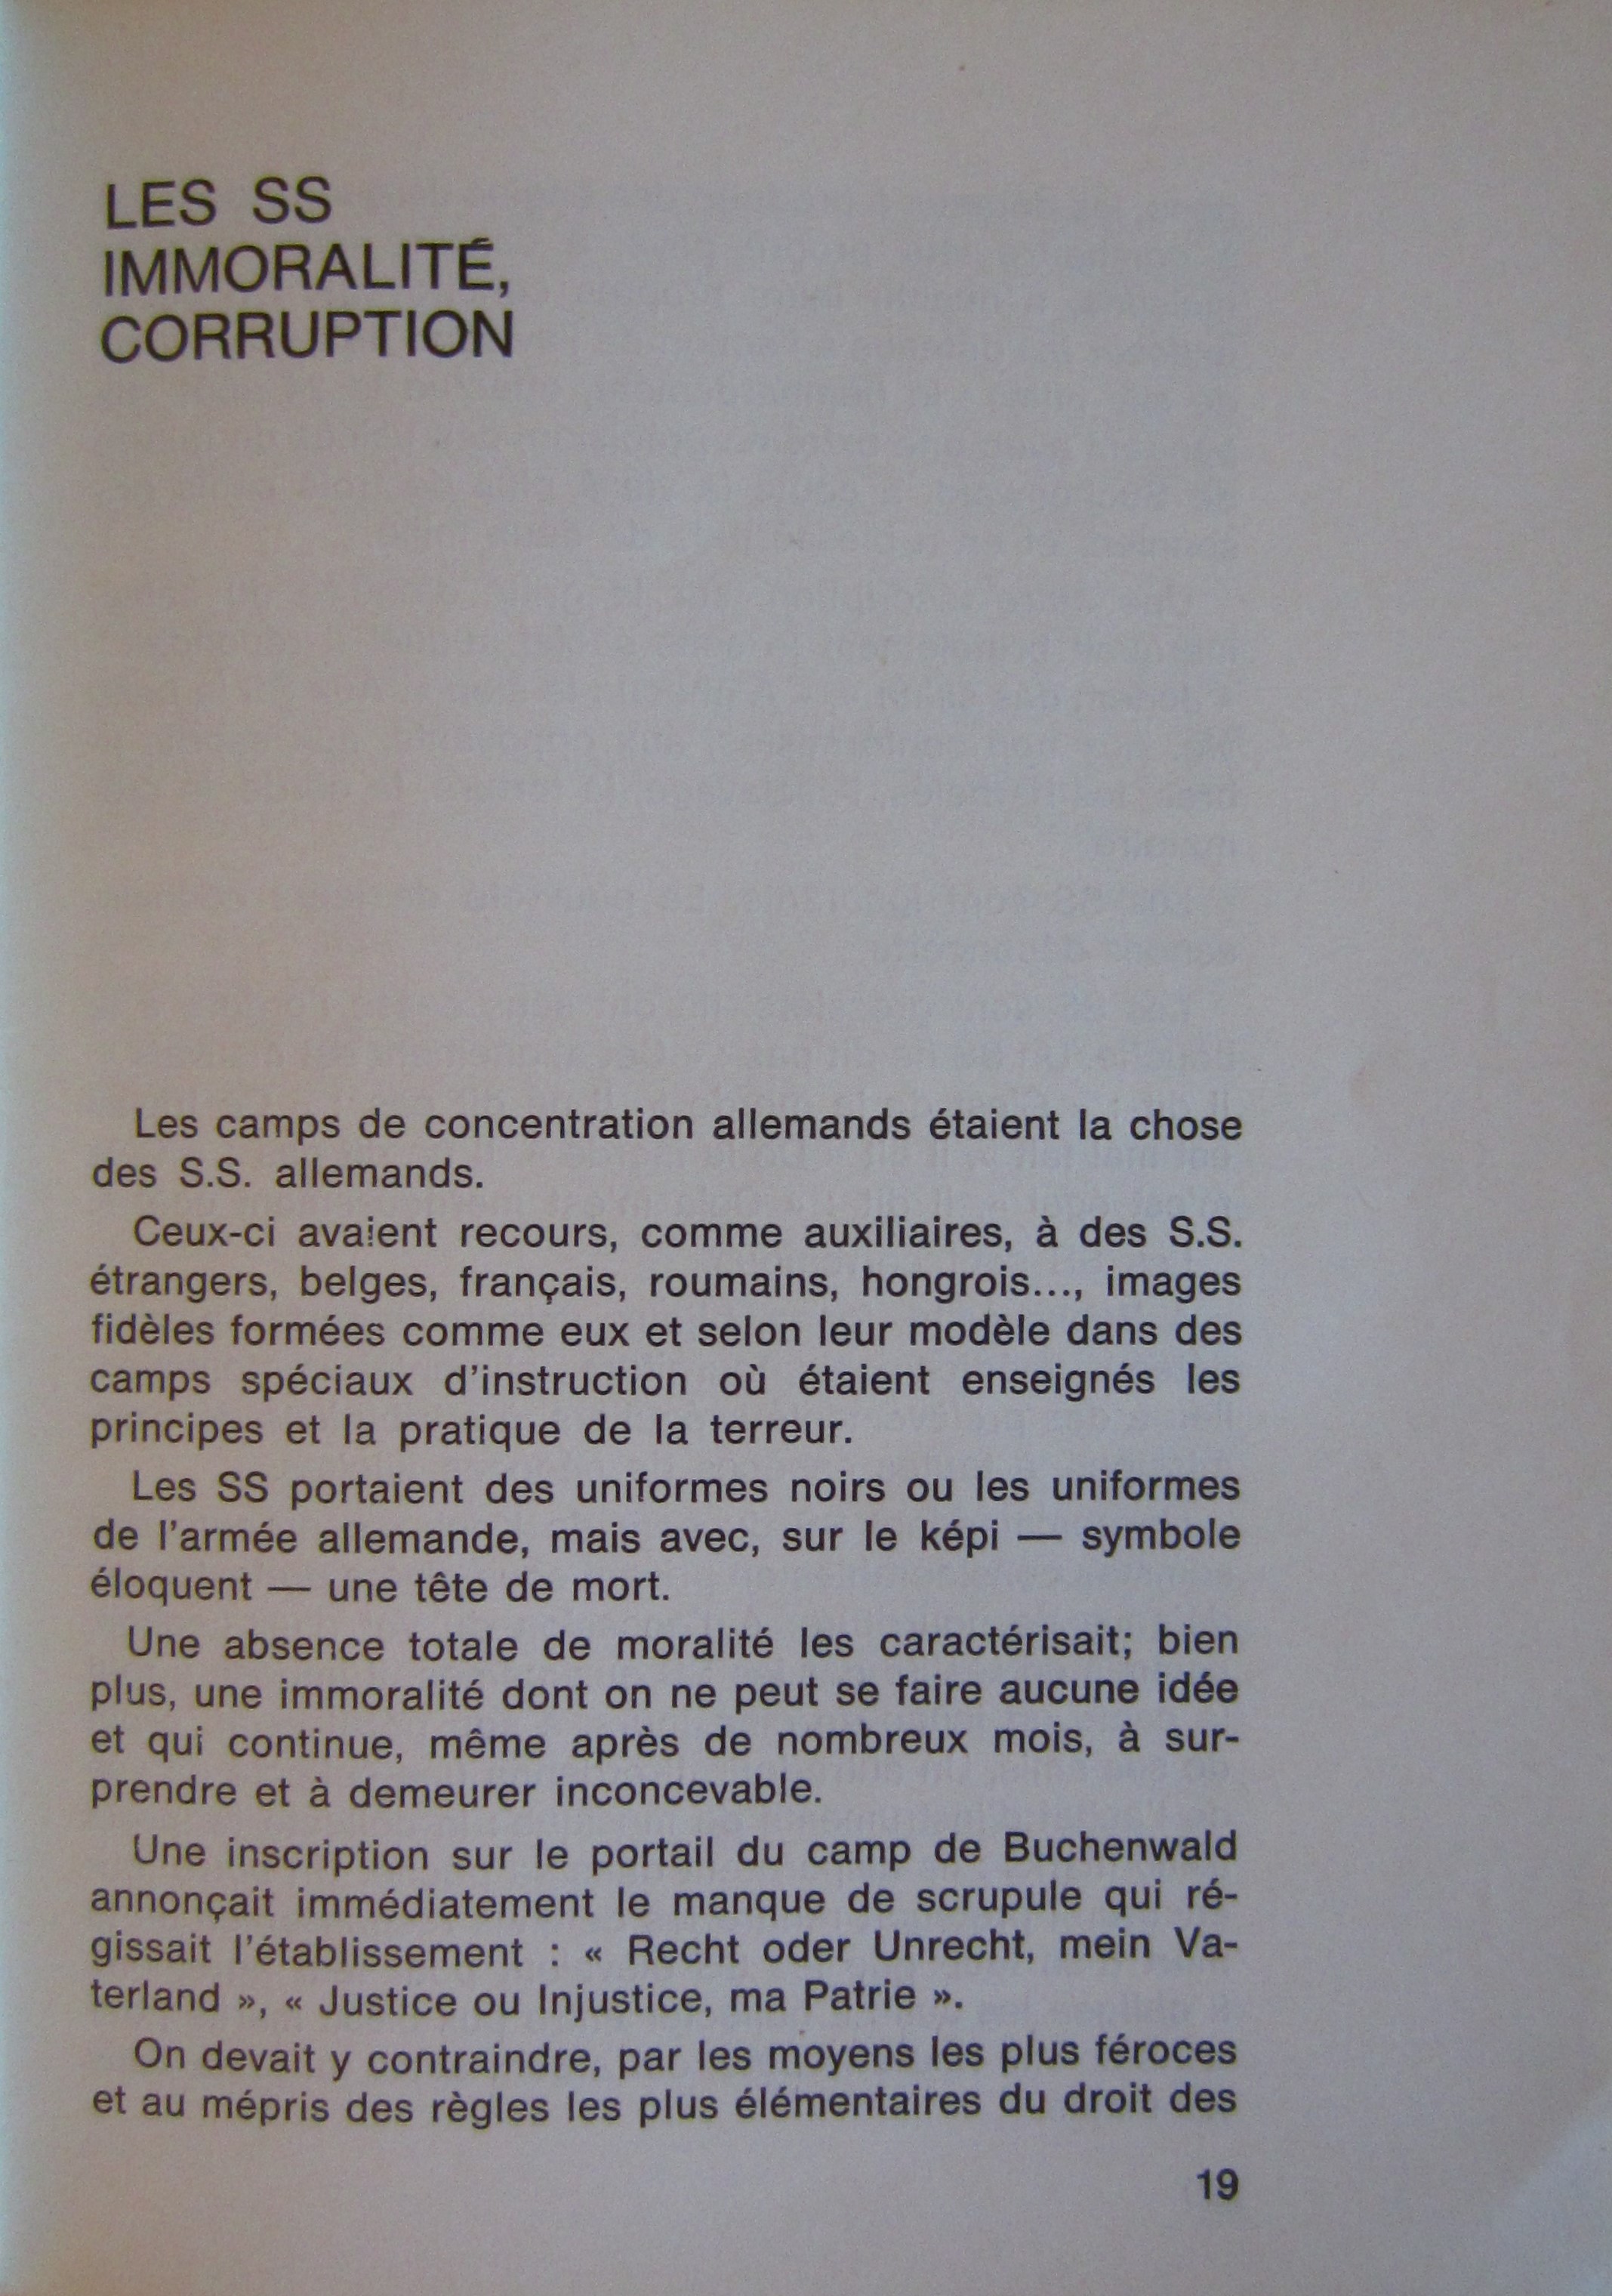 LES SS
IMMORALITÉ,
CORRUPTION
Les camps de concentration allemands étaient la chose
des S.S. allemands.
Ceux-ci avaient recours, comme auxiliaires, à des S.S.
étrangers, belges, français, roumains, hongrois..., images
fidèles formées comme eux et selon leur modèle dans des
camps spéciaux d'instruction où étaient enseignés les
principes et la pratique de la terreur.
Les SS portaient des uniformes noirs ou les uniformes
de l'armée allemande, mais avec, sur le képi — symbole
éloquent — une tête de mort.
Une absence totale de moralité les caractérisait; bien
plus, une immoralité dont on ne peut se faire aucune idée
et qui continue, même après de nombreux mois, à sur-
prendre et à demeurer inconcevable.
Une inscription sur le portail du camp de Buchenwald
annonçait immédiatement le manque de scrupule qui ré-
gissait l'établissement : « Recht oder Unrecht, mein Va-
terland », « Justice ou Injustice, ma Patrie ».
On devait y contraindre, par les moyens les plus féroces
et au mépris des règles les plus élémentaires du droit des
19